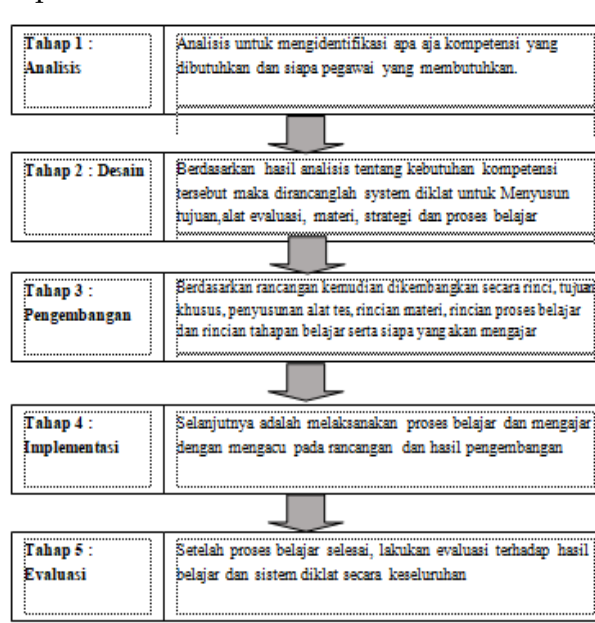 Tahap 1 :
Analisis
Analisis untuk mengidentifikasi apa aja kompetensi yang
dibutuhkan dan siapa pegawai yang membutuhkan.
Tahap 2 : Desain
Berdasarkan hasil analisis tentang kebutuhan kompetensi
tersebut maka dirancanglah system diklat untuk Menyusun
tujuan,alat evaluasi, materi, strategi dan proses belajar
Tahap 3 :
Pengembangan
Berdasarkan rancangan kemudian dikembangkan secara rinci, tujuan
khusus, penyusunan alat tes, rincian materi, rincian proses belajar
dan rincian tahapan belajar serta siapa yang akan mengajar
Tahap 4 :
Implementasi
Selanjutnya adalah melaksanakan proses belajar dan mengajar
dengan mengacu pada rancangan dan hasil pengembangan
Tahap 5 :
Evaluasi
Setelah proses belajar selesai, lakukan evaluasi terhadap hasil
belajar dan sistem diklat secara keseluruhan